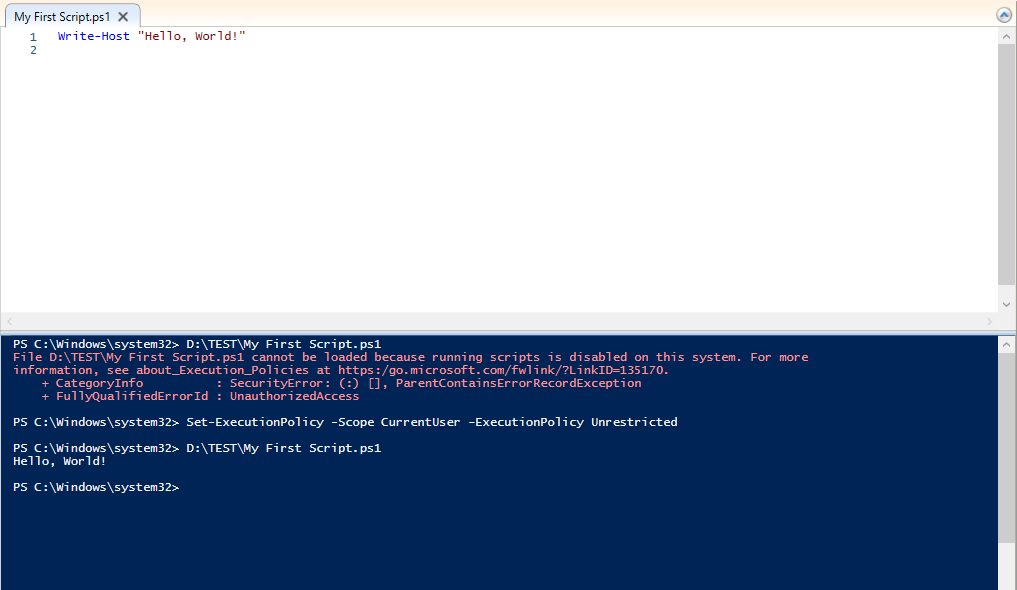 My First Script.ps1
1 Write-Host "Hello, World!"
2
PS C:\Windows\system32> D:\TEST\My First Script.ps1
File D:\TEST\My First Script.ps1 cannot be loaded because running scripts is disabled on this system. For more
information, see about_Execution_Policies at https:/go.microsoft.com/fwlink/?LinkID=135170.
+ CategoryInfo : SecurityError: (:) [], ParentContainsErrorRecordException
+ FullyQualifiedErrorId : UnauthorizedAccess
PS C:\Windows\system32> Set-ExecutionPolicy -Scope CurrentUser -ExecutionPolicy Unrestricted
PS C:\Windows\system32> D:\TEST\My First Script.ps1
Hello, World!
PS C:\Windows\system32>